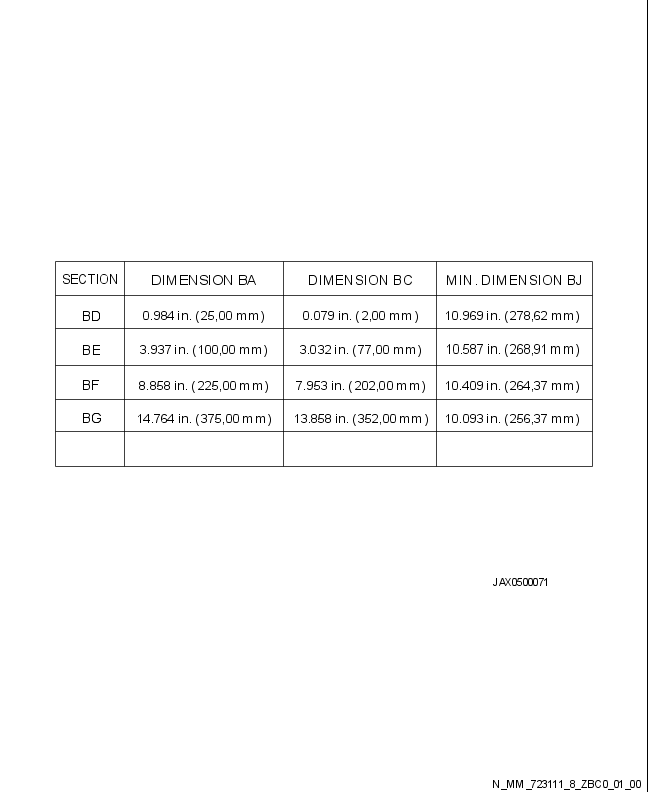 SECTION DIMENSION BA DIMENSION BC MIN. DIMENSION BJ
BD 0.984 in. (25,00 mm) 0.079 in. (2,00 mm) 10.969 in. (278,62 mm)
BE 3.937 in. (100,00 mm) 3.032 in. (77,00 mm) 10.587 in. (268,91 mm)
BF 8.858 in. (225,00 mm) 7.953 in. (202,00 mm) 10.409 in. (264,37 mm)
BG 14.764 in. (375,00 mm) 13.858 in. (352,00 mm) 10.093 in. (256,37 mm)
JAX0500071
N_MM_723111_8_ZBC0_01_00